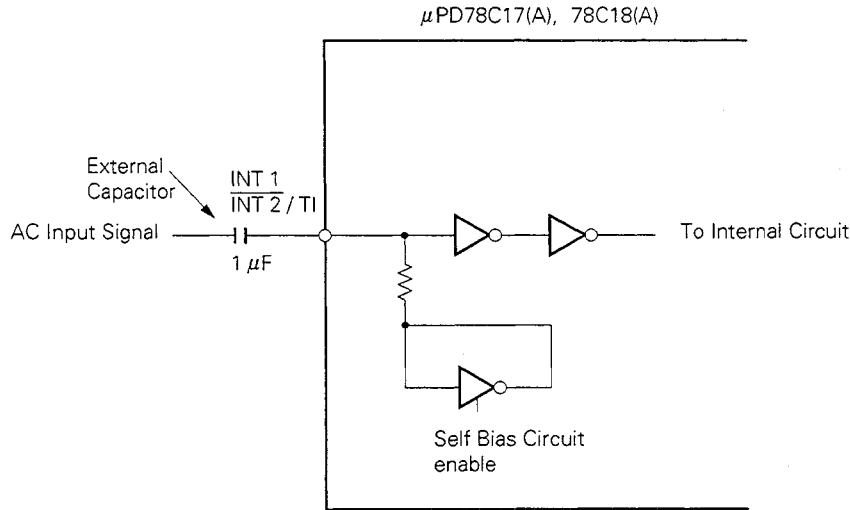 μPD78C17(A), 78C18(A)
External
Capacitor
INT 1
INT 2 / TI
AC Input Signal
1 μF
To Internal Circuit
Self Bias Circuit
enable